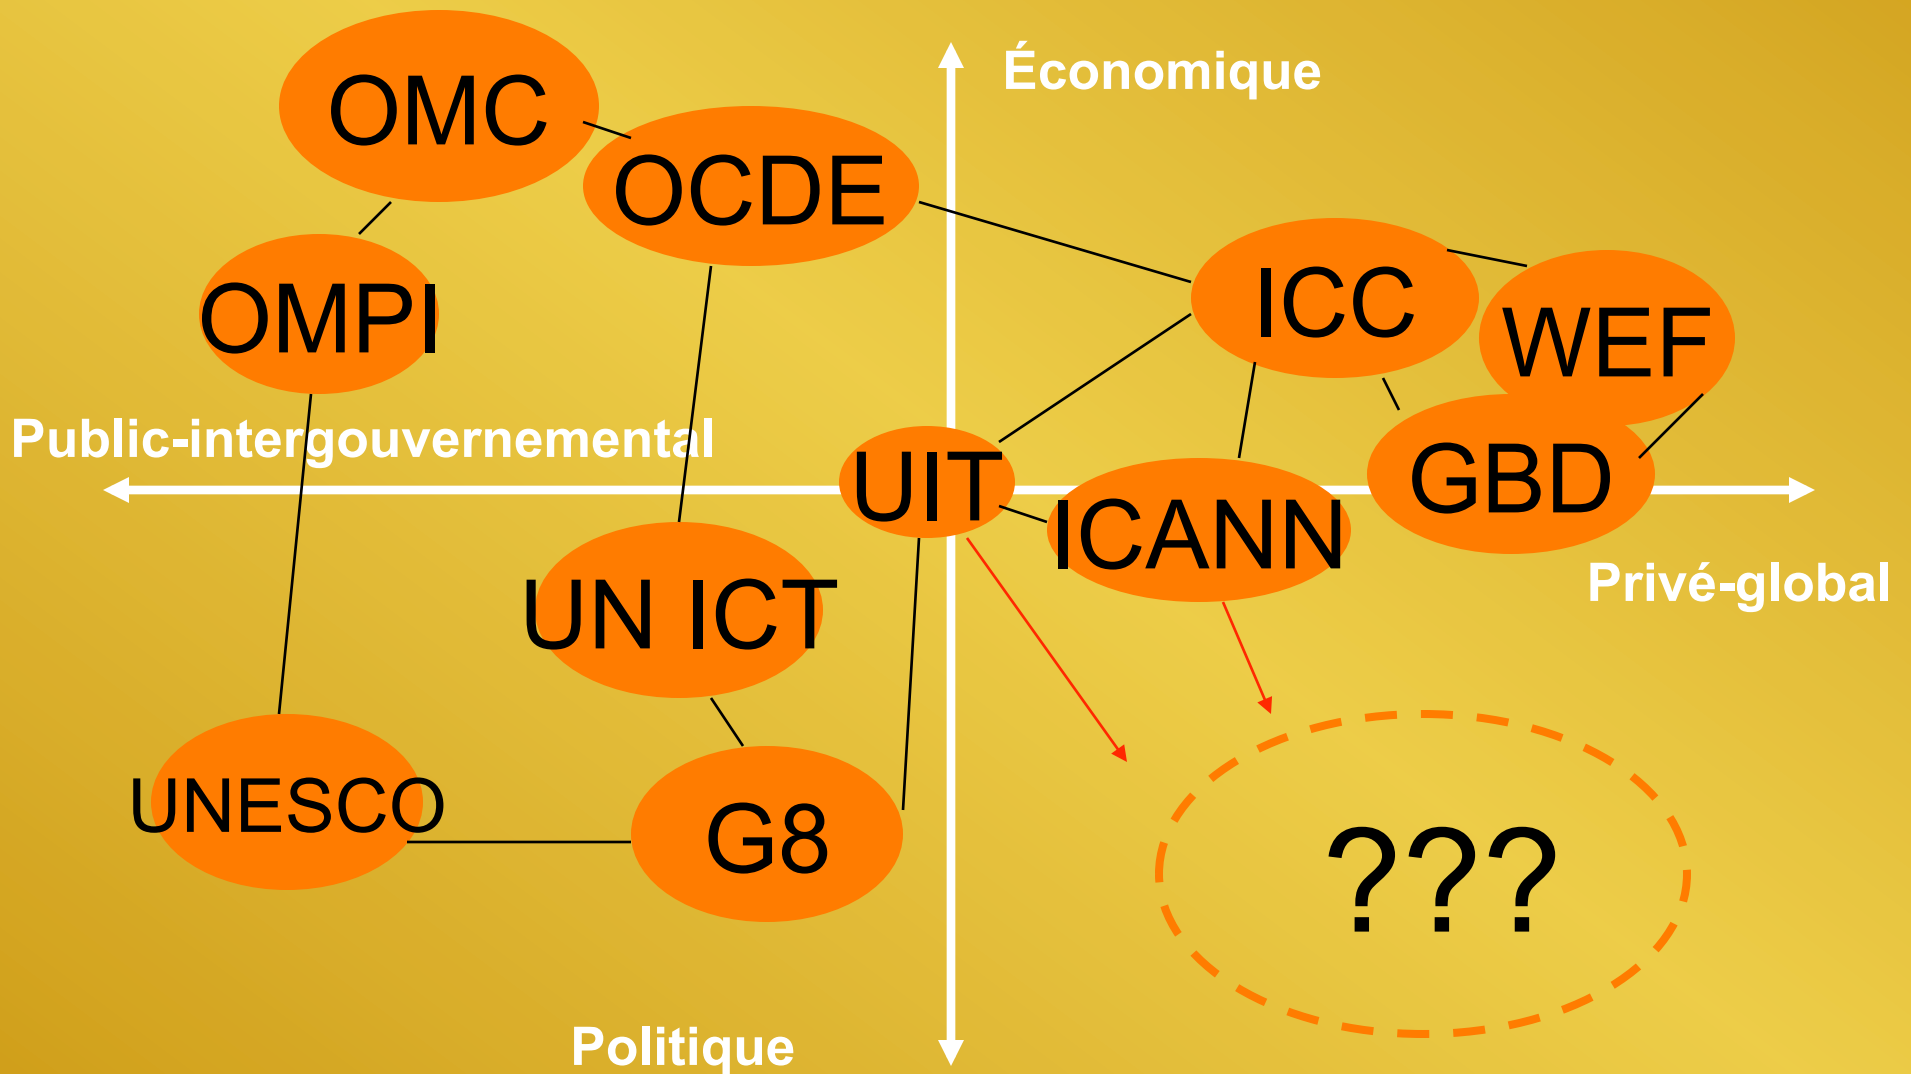 OMC
Économique
OCDE
ICC
OMPI
WEF
Public-intergouvernemental
UIT
GBD
ICANN
Privé-global
UN ICT
UNESCO
G8
???
Politique